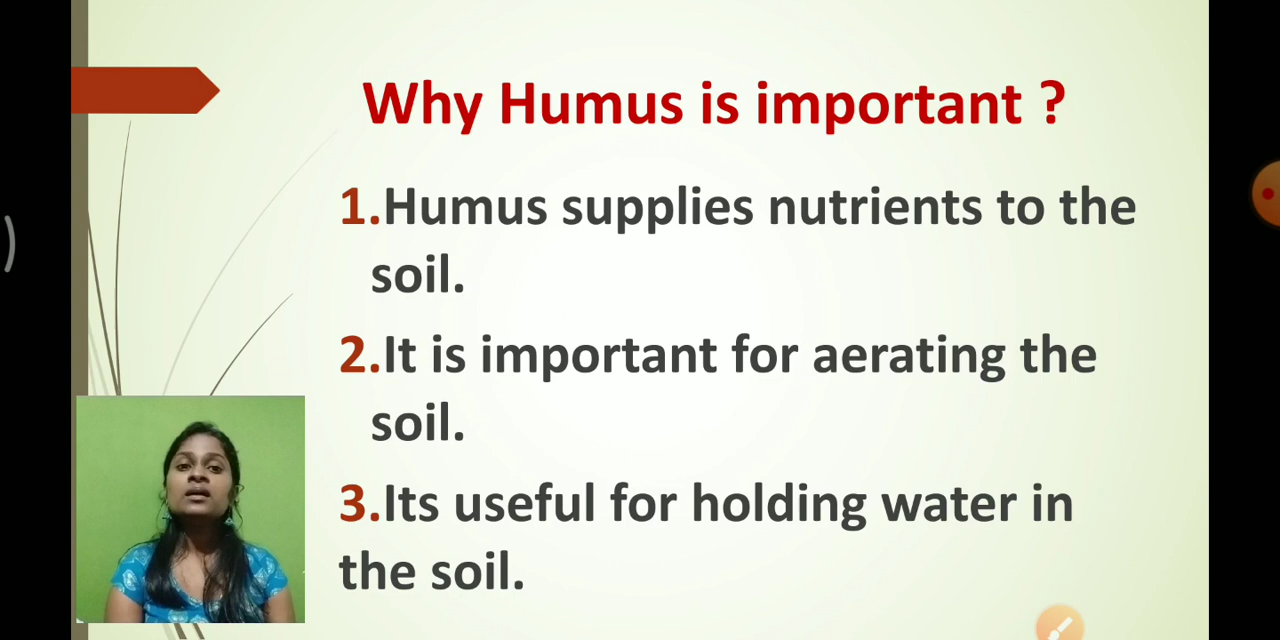 Why Humus is important ?
1.Humus supplies nutrients to the
soil.
2.It is important for aerating the
soil.
3.Its useful for holding water in
the soil.